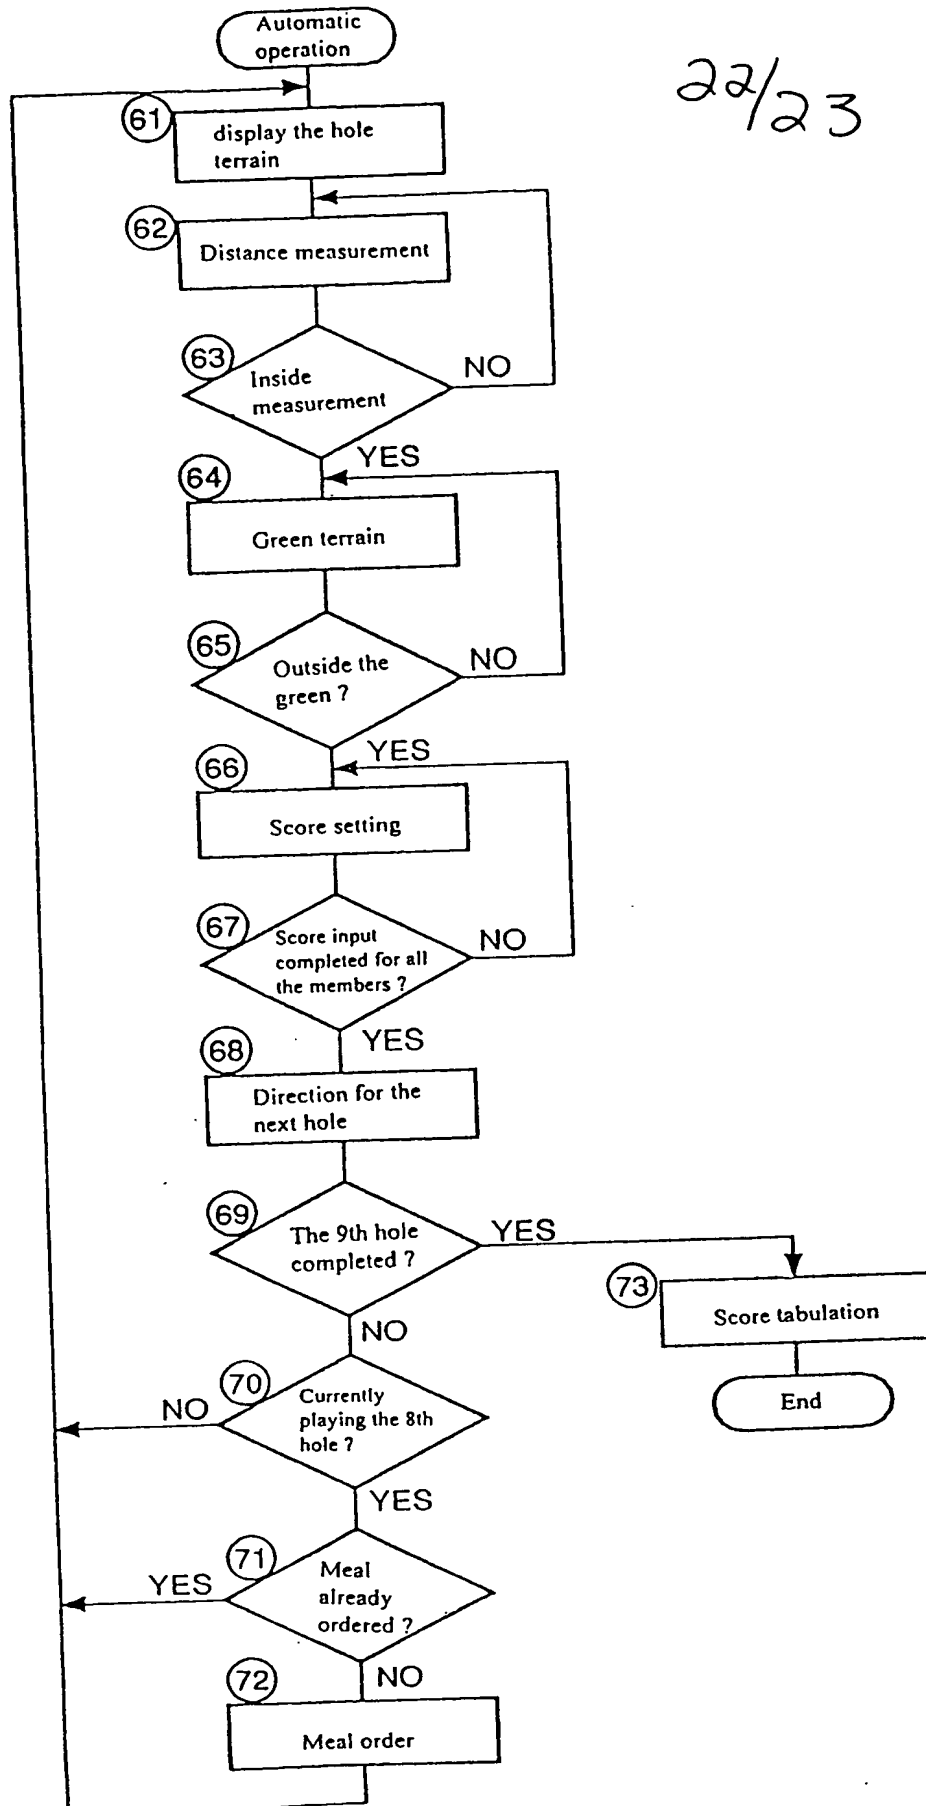 Automatic
operation
22/23
61
display the hole
terrain
62
Distance measurement
63
Inside
measurement
NO
YES
64
Green terrain
65
Outside the
green ?
NO
YES
66
Score setting
67
Score input
completed for all
the members ?
NO
YES
68
Direction for the
next hole
69
The 9th hole
completed ?
YES
NO
73
Score tabulation
End
70
Currently
playing the 8th
hole ?
NO
YES
71
Meal
already
ordered ?
YES
NO
72
Meal order